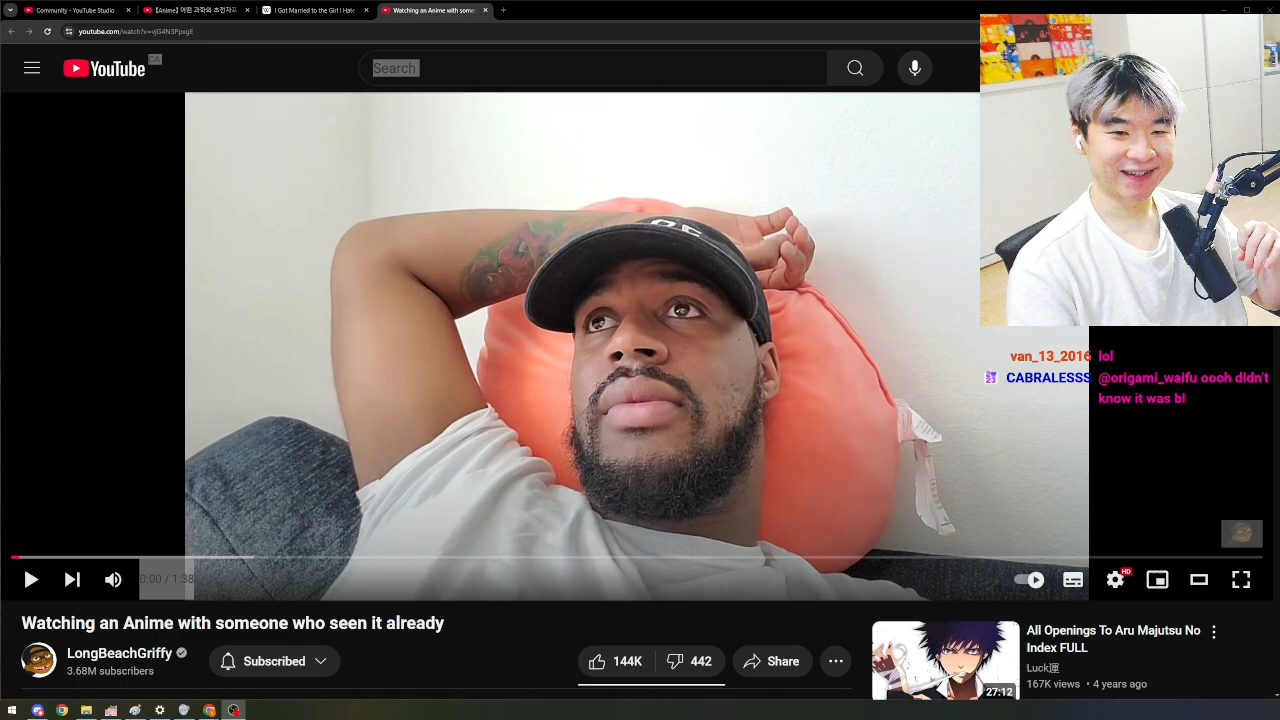 Community - YouTube Studio
【Anime】 어떤 과학의 초전자포
I Got Married to the Girl I Hate
Watching an Anime with some
youtube.com/watch?v=vjG4N3PpxgE
YouTube CA
Search
van_13_2016 lol
CABRALESSS @origami_waifu oooh didn't
know it was bl
0:00 / 1:38
HD
Watching an Anime with someone who seen it already
LongBeachGriffy
3.68M subscribers
Subscribed
144K
442
Share
All Openings To Aru Majutsu No
Index FULL
Luck運
167K views • 4 years ago
27:12